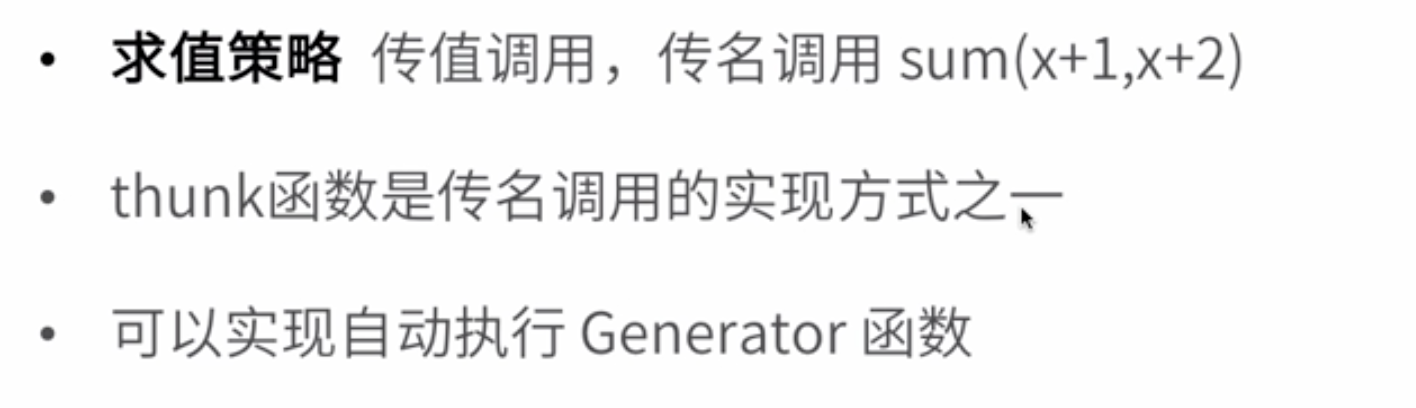 • 求值策略 传值调用，传名调用 sum(x+1,x+2)
• thunk函数是传名调用的实现方式之一
• 可以实现自动执行 Generator 函数